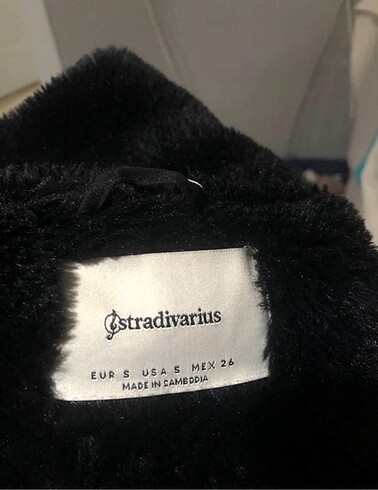 stradivarius
EUR S USA S MEX 26
MADE IN CAMBODIA